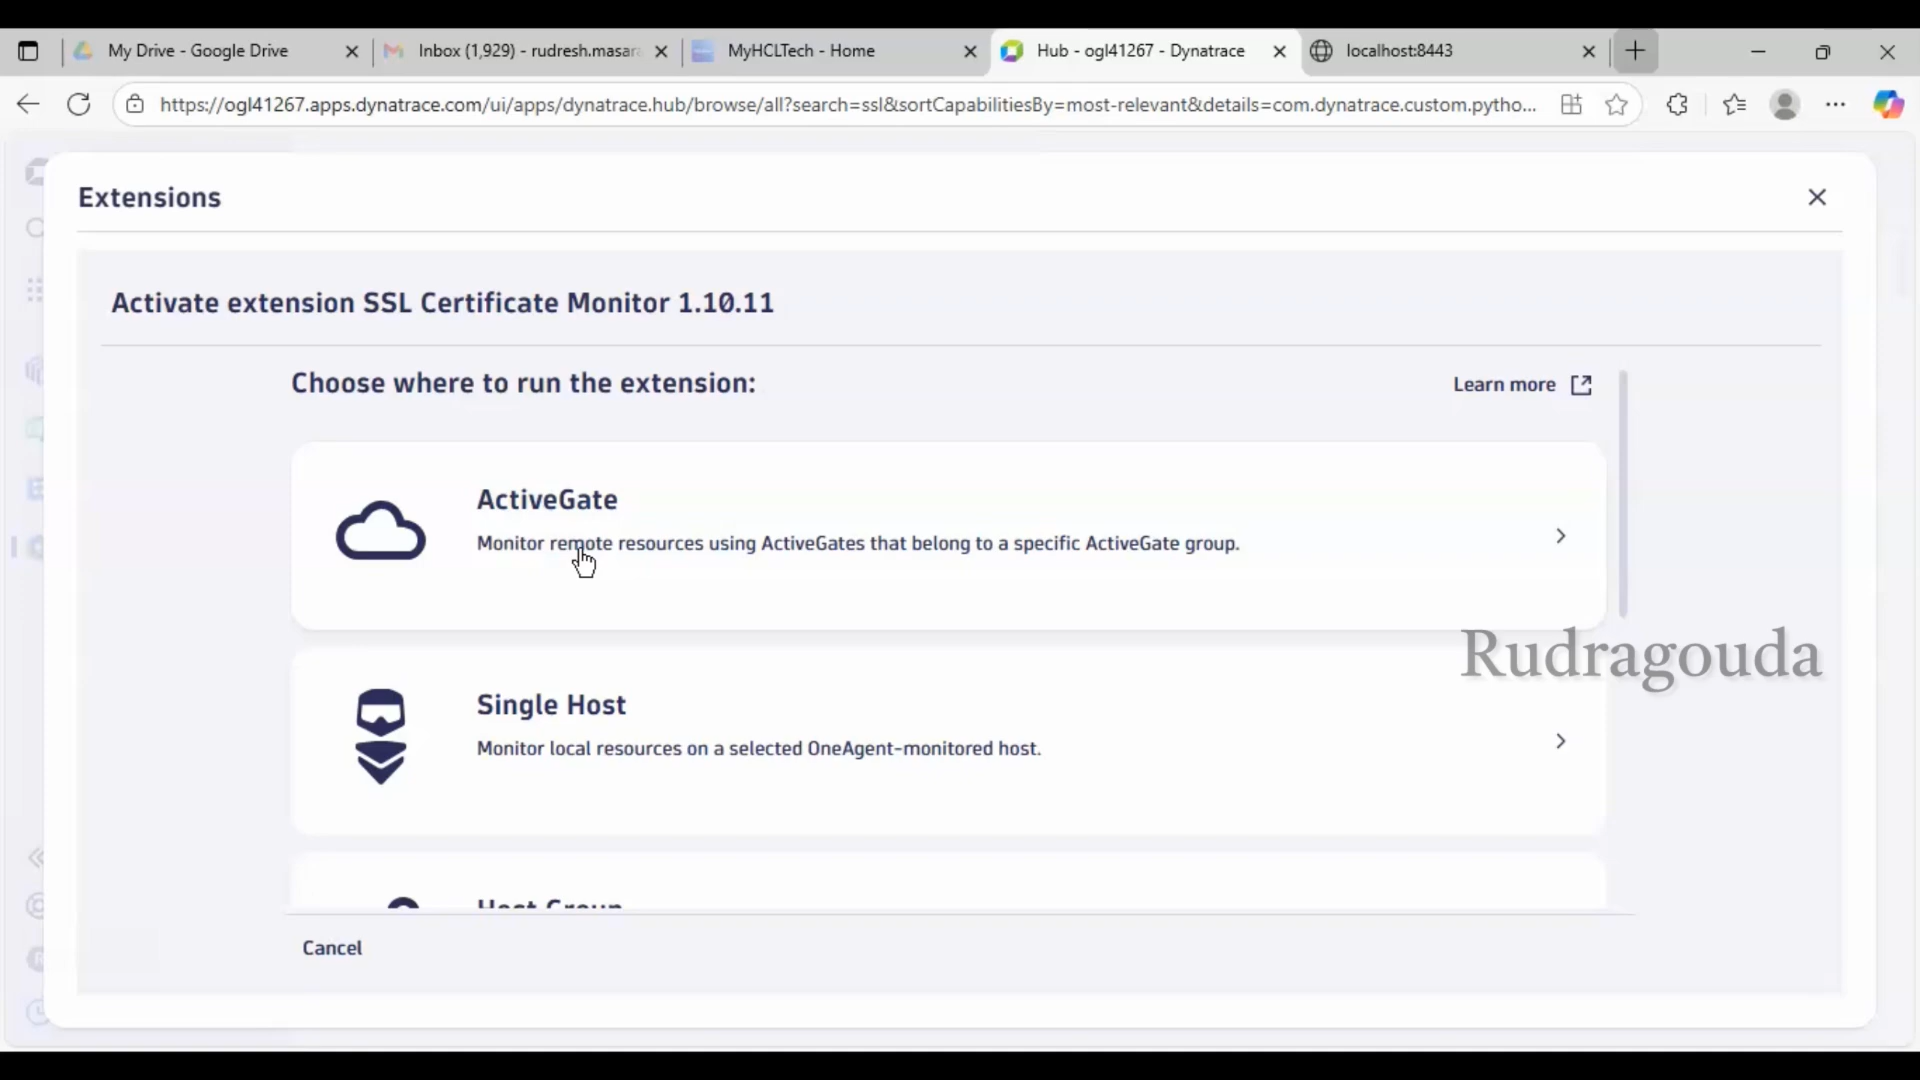 My Drive - Google Drive
Inbox (1,929) - rudresh.masara
MyHCLTech - Home
Hub - ogl41267 - Dynatrace
localhost:8443
https://ogl41267.apps.dynatrace.com/ui/apps/dynatrace.hub/browse/all?search=ssl&sortCapabilitiesBy=most-relevant&details=com.dynatrace.custom.pytho...
Extensions
Activate extension SSL Certificate Monitor 1.10.11
Choose where to run the extension:
Learn more
ActiveGate
Monitor remote resources using ActiveGates that belong to a specific ActiveGate group.
Rudragouda
Single Host
Monitor local resources on a selected OneAgent-monitored host.
Host Group
Cancel